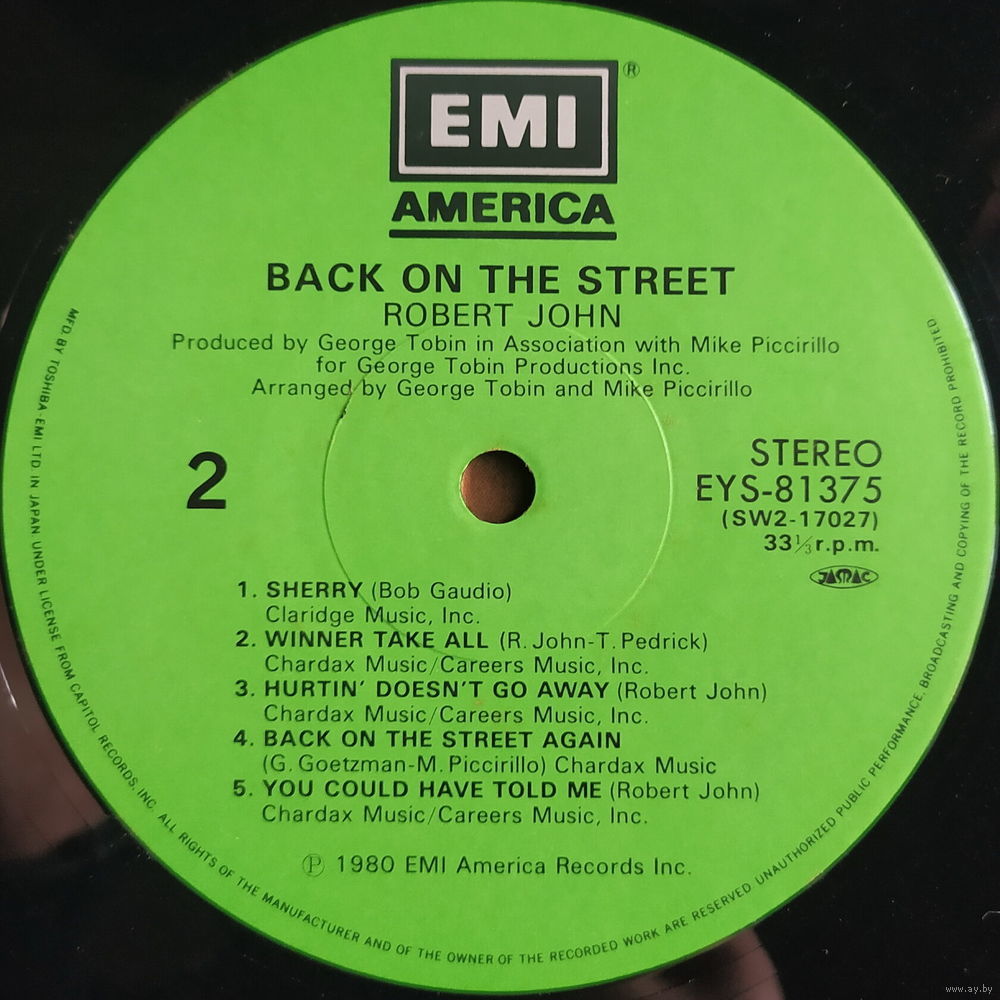 EMI
®
AMERICA
BACK ON THE STREET
ROBERT JOHN
Produced by George Tobin in Association with Mike Piccirillo
for George Tobin Productions Inc.
Arranged by George Tobin and Mike Piccirillo
2
STEREO
EYS-81375
(SW2-17027)
33⅓ r.p.m.
JASRAC
1. SHERRY (Bob Gaudio)
Claridge Music, Inc.
2. WINNER TAKE ALL (R. John-T. Pedrick)
Chardax Music/Careers Music, Inc.
3. HURTIN' DOESN'T GO AWAY (Robert John)
Chardax Music/Careers Music, Inc.
4. BACK ON THE STREET AGAIN
(G. Goetzman-M. Piccirillo) Chardax Music
5. YOU COULD HAVE TOLD ME (Robert John)
Chardax Music/Careers Music, Inc.
℗ 1980 EMI America Records Inc.
MFD. BY TOSHIBA-EMI LTD. IN JAPAN. UNDER LICENSE FROM CAPITOL RECORDS, INC. ALL RIGHTS OF THE MANUFACTURER AND OF THE OWNER OF THE RECORDED WORK ARE RESERVED. UNAUTHORIZED PUBLIC PERFORMANCE, BROADCASTING AND COPYING OF THE RECORD PROHIBITED
www.ay.by